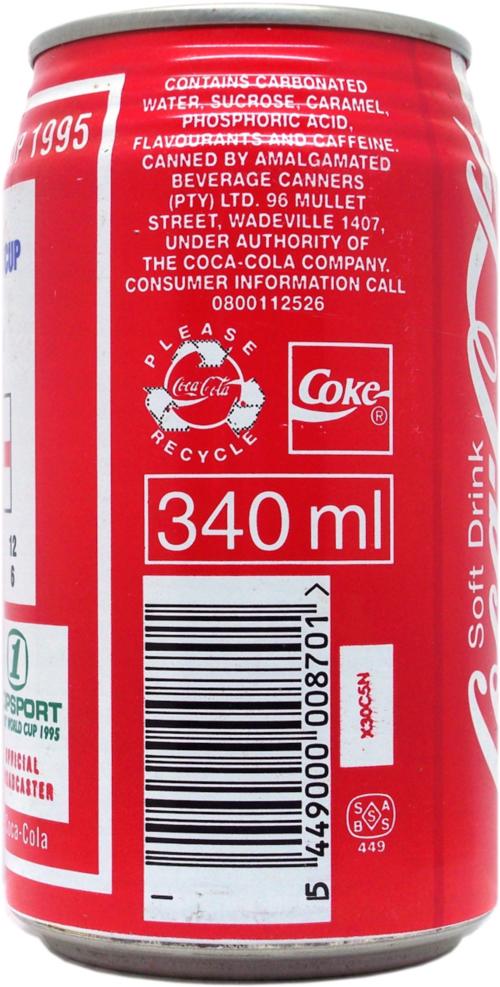 CONTAINS CARBONATED
WATER, SUCROSE, CARAMEL,
PHOSPHORIC ACID,
FLAVOURANTS AND CAFFEINE.
CANNED BY AMALGAMATED
BEVERAGE CANNERS
(PTY) LTD. 96 MULLET
STREET, WADEVILLE 1407,
UNDER AUTHORITY OF
THE COCA-COLA COMPANY.
CONSUMER INFORMATION CALL
0800112526
PLEASE
Coca-Cola
RECYCLE
Coke
®
340 ml
5 449000 008701 >
X30C5N
SABS
449
1995
CUP
12
6
1
PSPORT
WORLD CUP 1995
OFFICIAL
BROADCASTER
Coca-Cola
Soft Drink